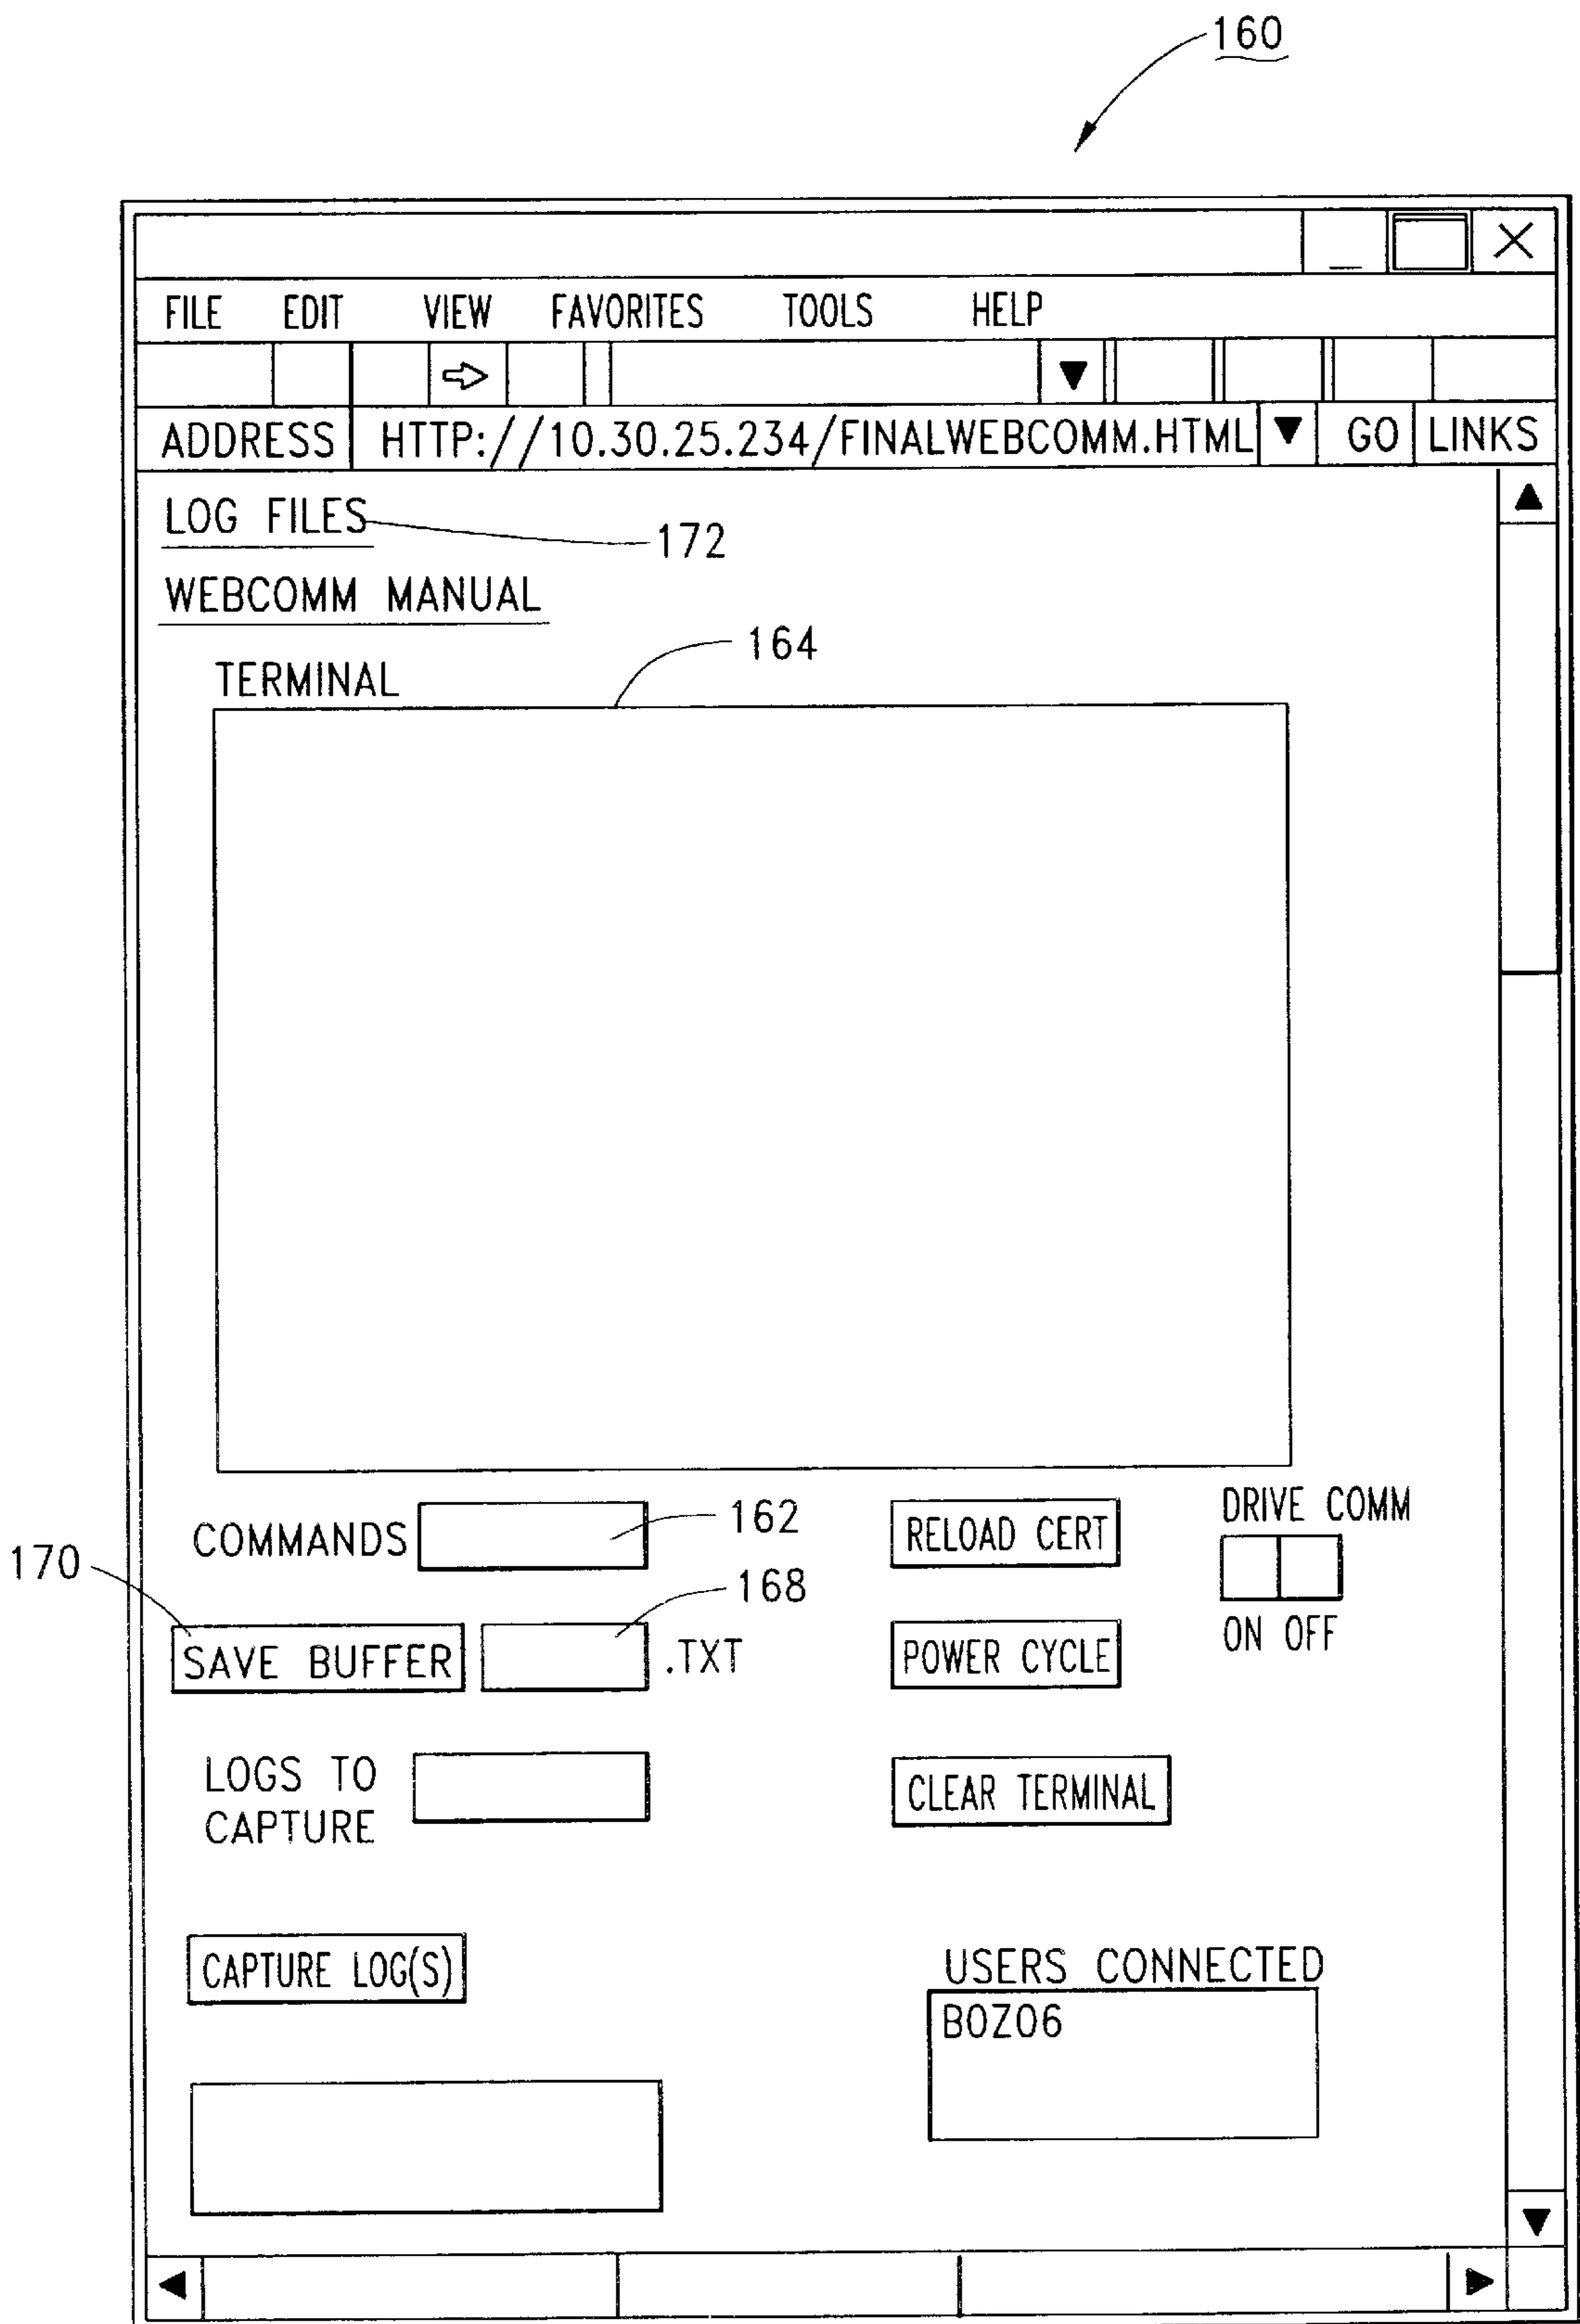 160
FILE EDIT VIEW FAVORITES TOOLS HELP
ADDRESS HTTP://10.30.25.234/FINALWEBCOMM.HTML GO LINKS
LOG FILES
172
WEBCOMM MANUAL
164
TERMINAL
COMMANDS
162
RELOAD CERT
DRIVE COMM
170
168
SAVE BUFFER
.TXT
POWER CYCLE
ON OFF
LOGS TO
CAPTURE
CLEAR TERMINAL
CAPTURE LOG(S)
USERS CONNECTED
BOZO6